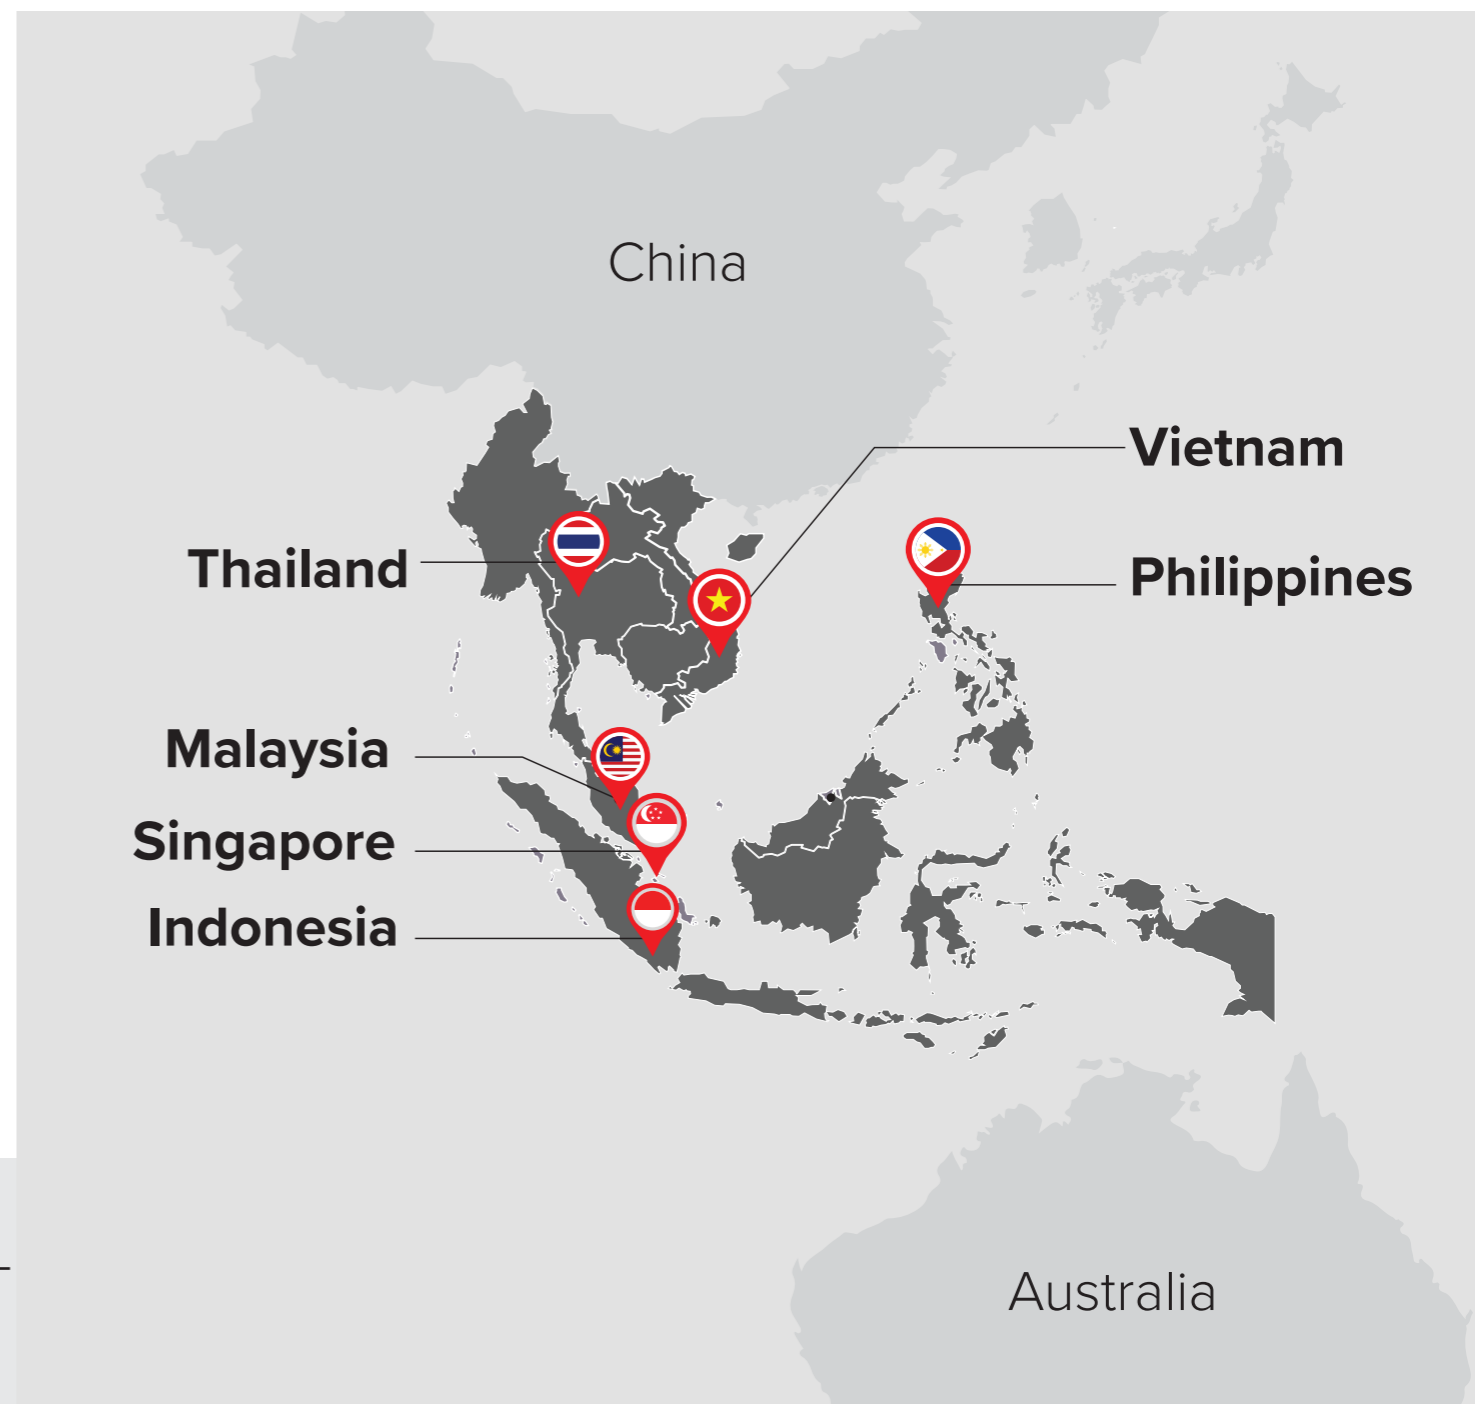 China
Vietnam
Thailand
Philippines
Malaysia
Singapore
Indonesia
Australia